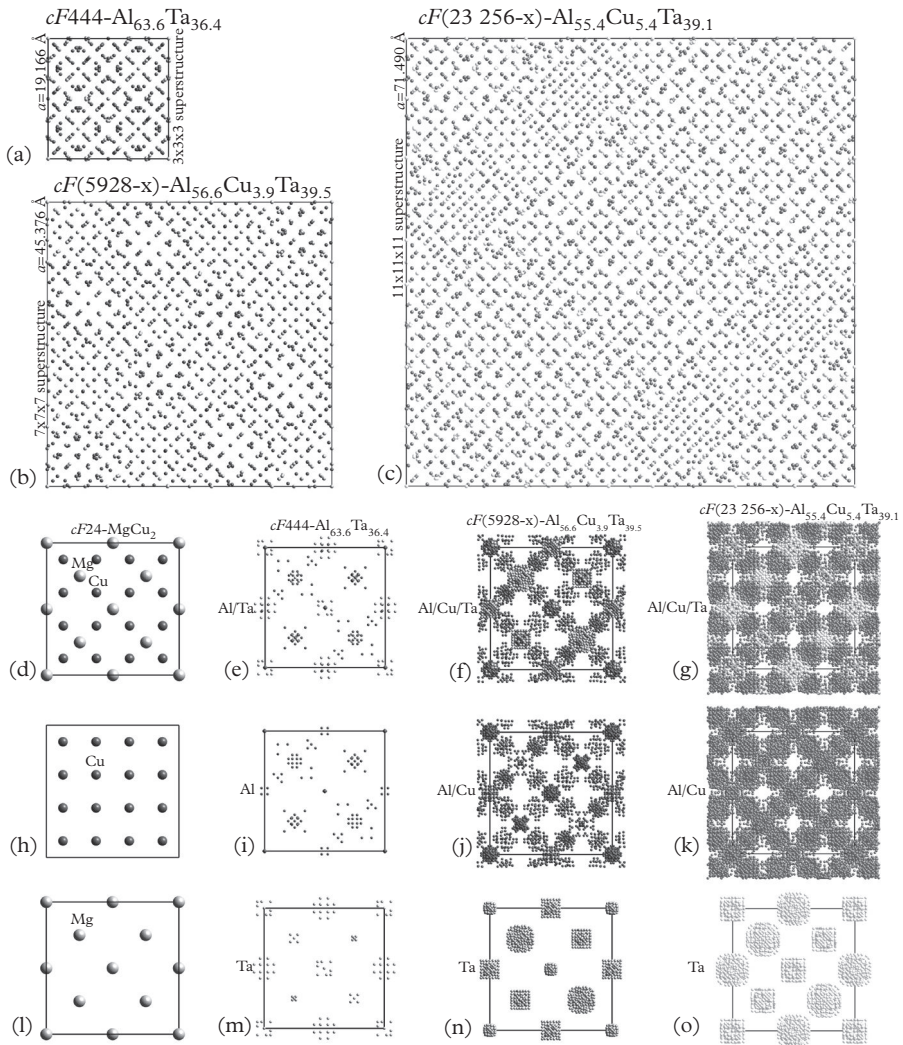 cF444-Al63.6Ta36.4
a=19.166 Å
3x3x3 superstructure
(a)
cF(23 256-x)-Al55.4Cu5.4Ta39.1
a=71.490 Å
11x11x11 superstructure
(c)
cF(5928-x)-Al56.6Cu3.9Ta39.5
a=45.376 Å
7x7x7 superstructure
(b)
cF24-MgCu2
Mg
Cu
(d)
cF444-Al63.6Ta36.4
Al/Ta
(e)
cF(5928-x)-Al56.6Cu3.9Ta39.5
Al/Cu/Ta
(f)
cF(23 256-x)-Al55.4Cu5.4Ta39.1
Al/Cu/Ta
(g)
Cu
(h)
Al
(i)
Al/Cu
(j)
Al/Cu
(k)
Mg
(l)
Ta
(m)
Ta
(n)
Ta
(o)